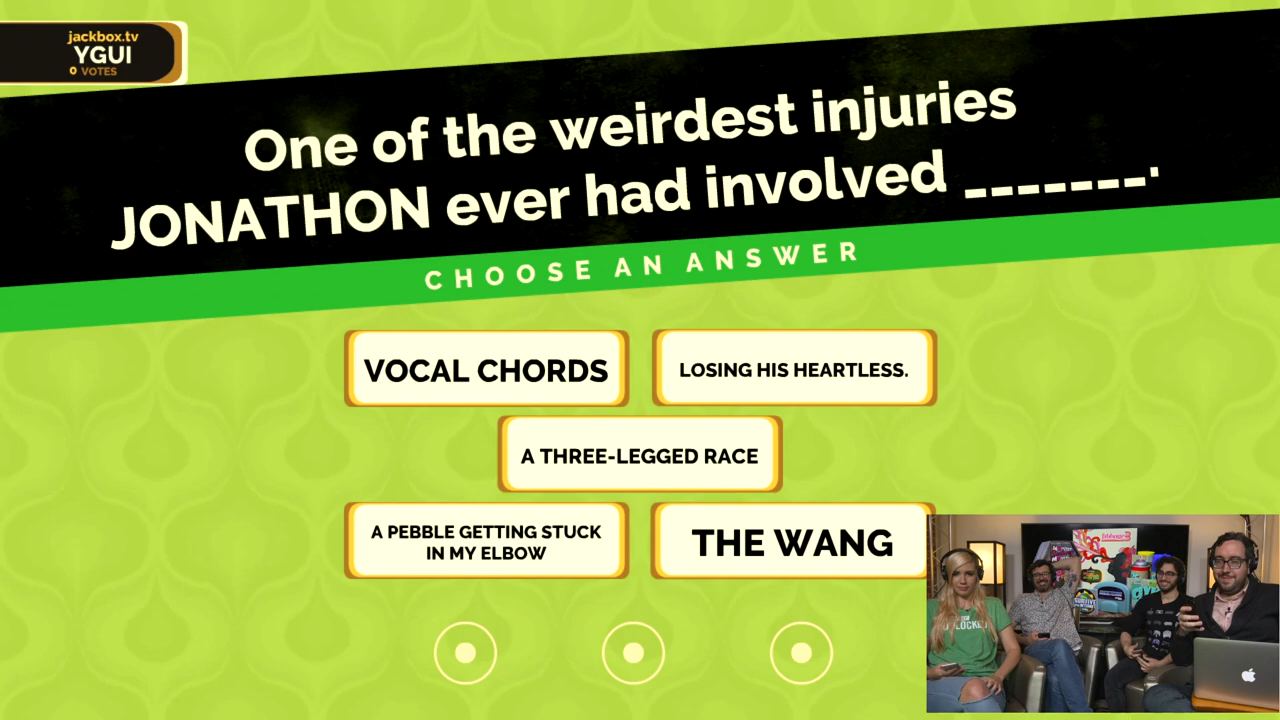 jackbox.tv
YGUI
0 VOTES
One of the weirdest injuries
JONATHON ever had involved _______.
CHOOSE AN ANSWER
VOCAL CHORDS
LOSING HIS HEARTLESS.
A THREE-LEGGED RACE
A PEBBLE GETTING STUCK
IN MY ELBOW
THE WANG